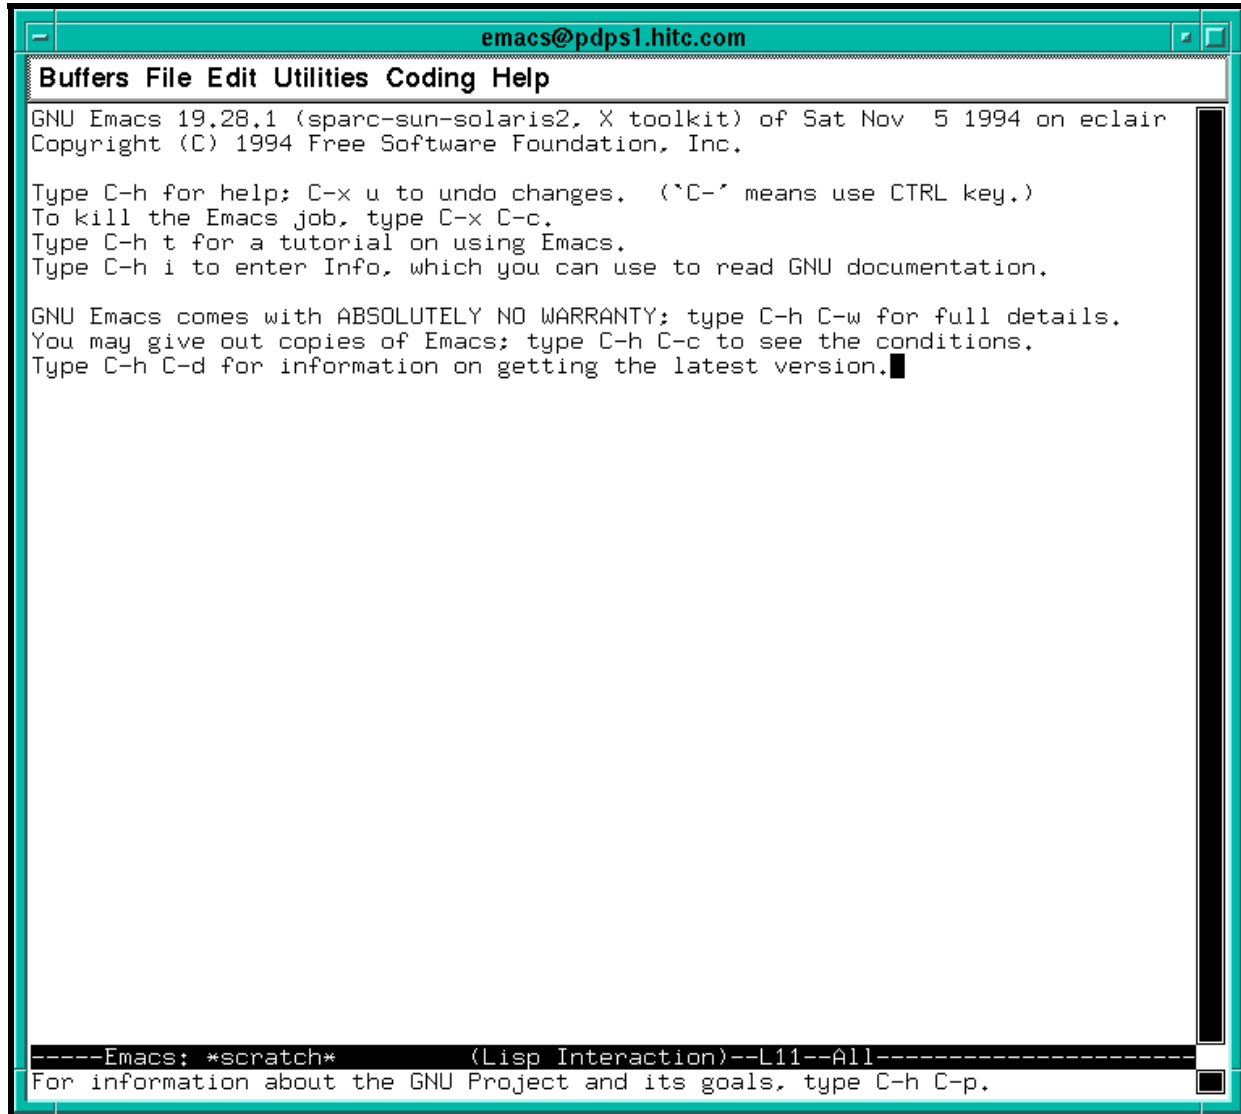 emacs@pdps1.hitc.com
Buffers File Edit Utilities Coding Help
GNU Emacs 19.28.1 (sparc-sun-solaris2, X toolkit) of Sat Nov  5 1994 on eclair
Copyright (C) 1994 Free Software Foundation, Inc.
Type C-h for help; C-x u to undo changes.  (`C-' means use CTRL key.)
To kill the Emacs job, type C-x C-c.
Type C-h t for a tutorial on using Emacs.
Type C-h i to enter Info, which you can use to read GNU documentation.
GNU Emacs comes with ABSOLUTELY NO WARRANTY; type C-h C-w for full details.
You may give out copies of Emacs; type C-h C-c to see the conditions.
Type C-h C-d for information on getting the latest version.
-----Emacs: *scratch*          (Lisp Interaction)--L11--All----------------------
For information about the GNU Project and its goals, type C-h C-p.